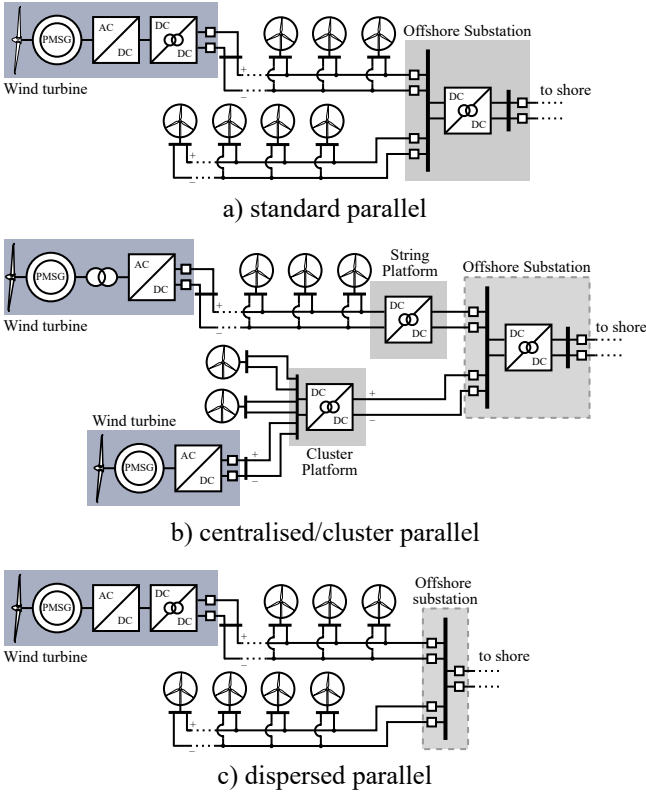 PMSG
AC
DC
DC
DC
Wind turbine
+
−
Offshore Substation
DC
DC
to shore
+
−
a) standard parallel
PMSG
AC
DC
Wind turbine
+
−
String
Platform
DC
DC
Offshore Substation
DC
DC
to shore
Wind turbine
PMSG
AC
DC
+
−
DC
DC
+
−
Cluster
Platform
b) centralised/cluster parallel
PMSG
AC
DC
DC
DC
Wind turbine
+
−
Offshore
substation
to shore
+
−
c) dispersed parallel